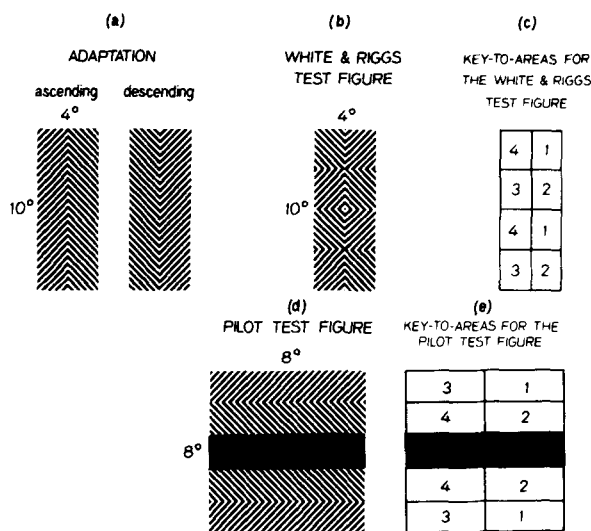 (a)
ADAPTATION
ascending descending
4°
10°
(b)
WHITE & RIGGS
TEST FIGURE
4°
10°
(c)
KEY-TO-AREAS FOR
THE WHITE & RIGGS
TEST FIGURE
4 1
3 2
4 1
3 2
(d)
PILOT TEST FIGURE
8°
8°
(e)
KEY-TO-AREAS FOR THE
PILOT TEST FIGURE
3 1
4 2
4 2
3 1